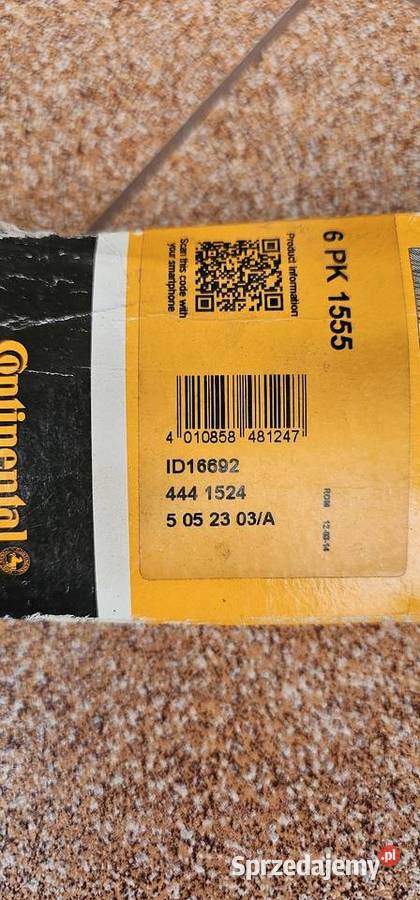 Continental
6 PK 1555
Product information
Scan this code with
your smartphone
4 010858 481247
ID16692
444 1524
5 05 23 03/A
ROM 12-03-14
Sprzedajemy.pl